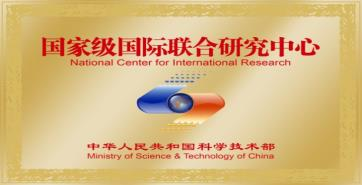 国家级国际联合研究中心
National Center for International Research
中华人民共和国科学技术部
Ministry of Science & Technology of China